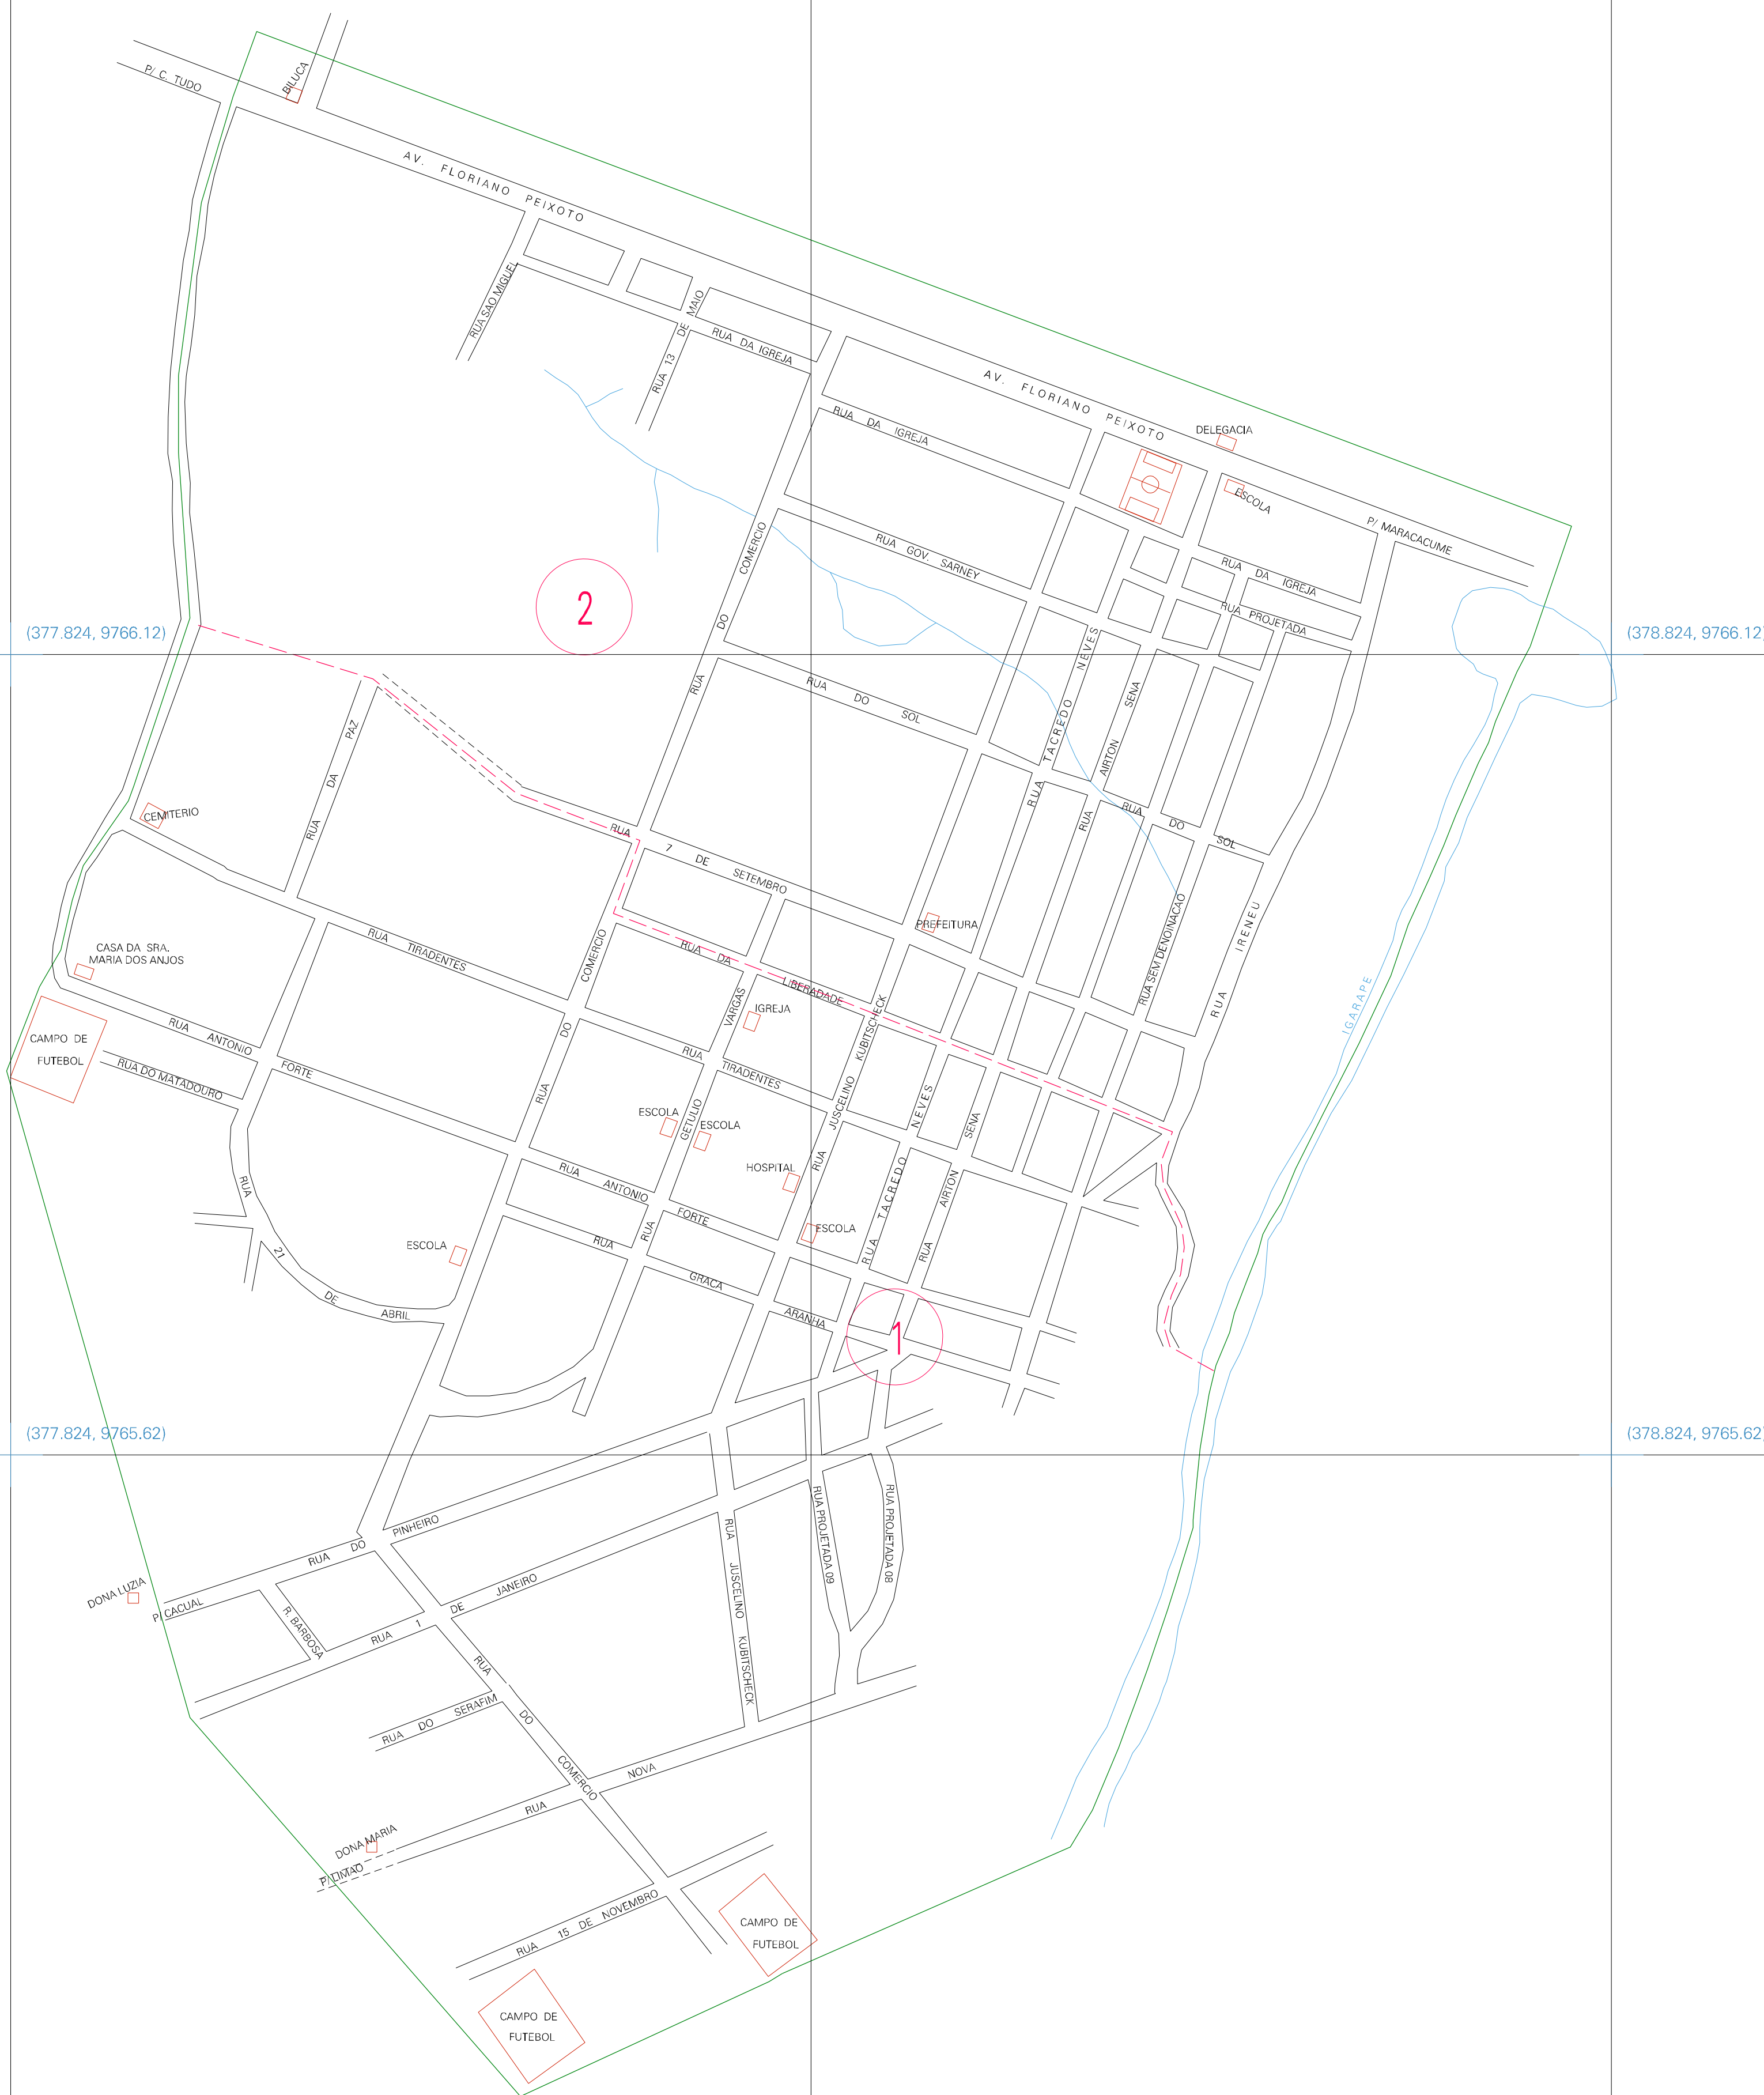 BILUCA
P/ C. TUDO
AV. FLORIANO PEIXOTO
RUA SAO MIGUEL
RUA 13 DE MAIO
RUA DA IGREJA
AV. FLORIANO PEIXOTO
RUA DA IGREJA
DELEGACIA
ESCOLA
P/ MARACACUME
RUA GOV. SARNEY
RUA DA IGREJA
RUA PROJETADA
2
(377.824, 9766.12)
(378.824, 9766.12)
RUA DO COMERCIO
RUA DO SOL
RUA TACREDO NEVES
RUA AIRTON SENA
RUA DA PAZ
CEMITERIO
RUA 7 DE SETEMBRO
RUA DO SOL
PREFEITURA
RUA SEM DENOINACAO
RUA IRENEU
CASA DA SRA.
MARIA DOS ANJOS
RUA TIRADENTES
RUA DO COMERCIO
RUA DA LIBERADADE
IGARAPE
CAMPO DE
FUTEBOL
RUA ANTONIO FORTE
RUA DO MATADOURO
RUA GETULIO VARGAS
IGREJA
RUA TIRADENTES
RUA JUSCELINO KUBITSCHECK
ESCOLA
ESCOLA
HOSPITAL
RUA TACREDO NEVES
RUA AIRTON SENA
RUA ANTONIO FORTE
ESCOLA
ESCOLA
RUA 21 DE ABRIL
RUA GRACA ARANHA
1
(377.824, 9765.62)
(378.824, 9765.62)
RUA DO PINHEIRO
RUA PROJETADA 09
RUA PROJETADA 08
RUA JUSCELINO KUBITSCHECK
DONA LUZIA
P/ CACUAL
R. BARBOSA
RUA 1 DE JANEIRO
RUA DO SERAFIM
RUA DO COMERCIO
RUA NOVA
DONA MARIA
P/ LIMAO
RUA 15 DE NOVEMBRO
CAMPO DE
FUTEBOL
CAMPO DE
FUTEBOL